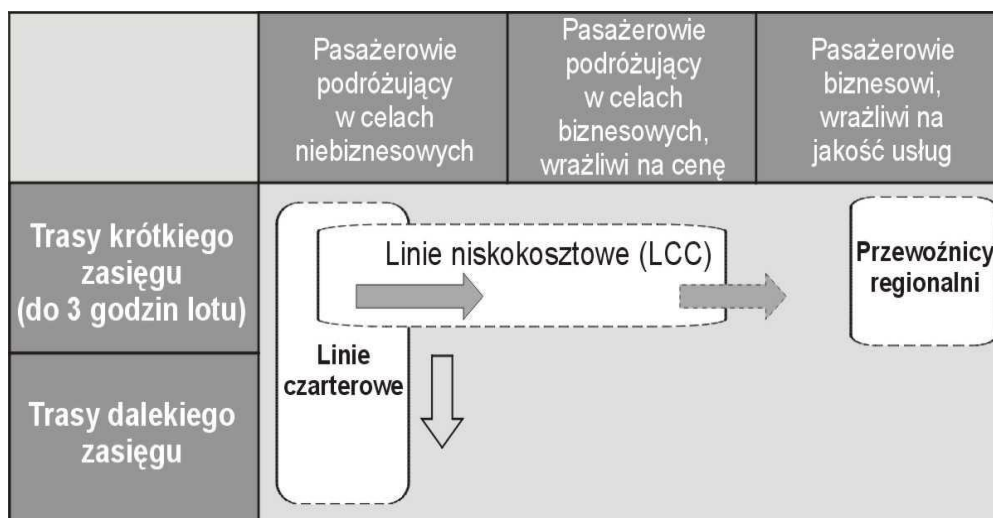 Pasażerowie
podróżujący
w celach
niebiznesowych
Pasażerowie
podróżujący
w celach
biznesowych,
wrażliwi na cenę
Pasażerowie
biznesowi,
wrażliwi na
jakość usług
Trasy krótkiego
zasięgu
(do 3 godzin lotu)
Linie niskokosztowe (LCC)
Przewoźnicy
regionalni
Linie
czarterowe
Trasy dalekiego
zasięgu